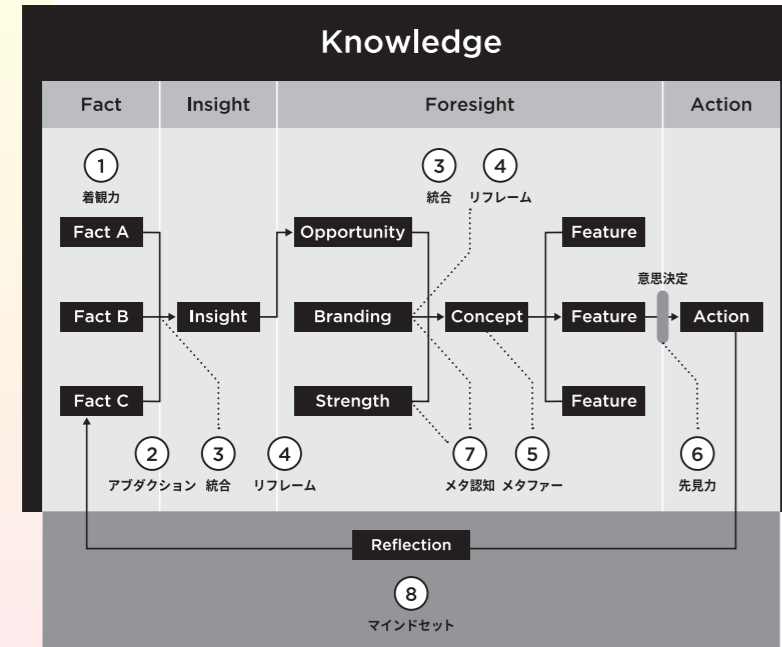 Knowledge
Fact
Insight
Foresight
Action
①
着観力
③
統合
④
リフレーム
Fact A
Opportunity
Feature
意思決定
Fact B
Insight
Branding
Concept
Feature
Action
Fact C
Strength
Feature
②
アブダクション
③
統合
④
リフレーム
⑦
メタ認知
⑤
メタファー
⑥
先見力
Reflection
⑧
マインドセット